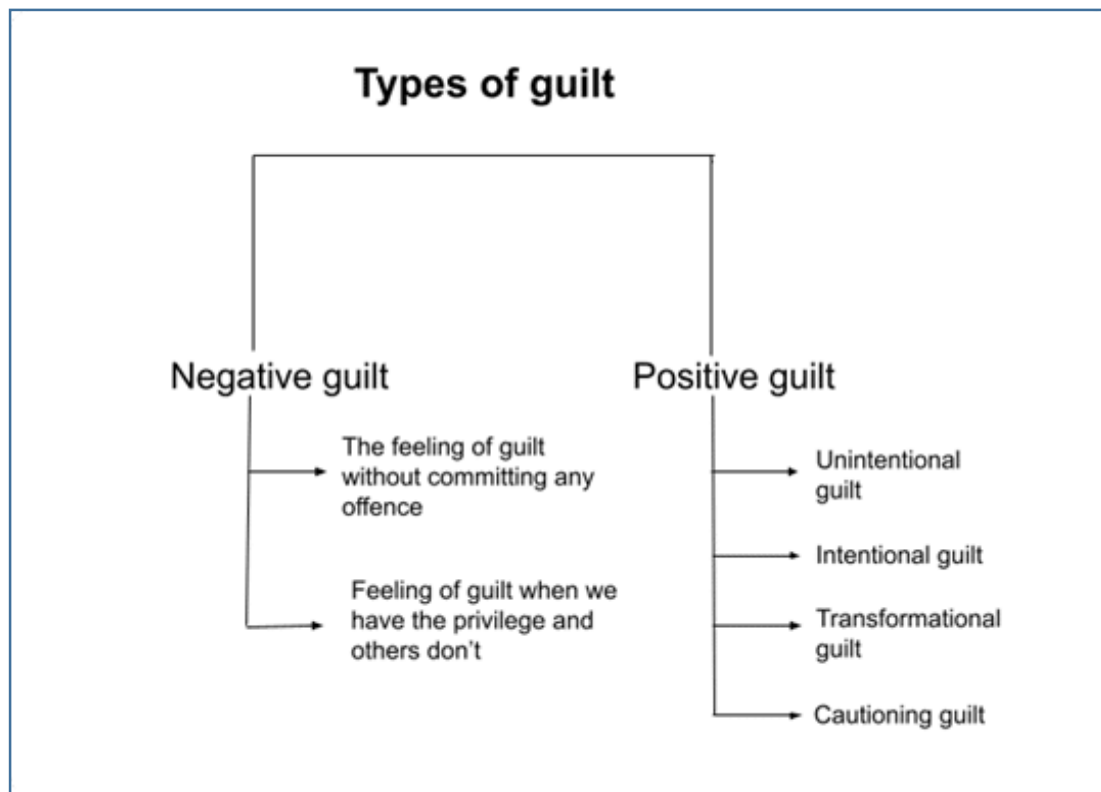 Types of guilt
Negative guilt
The feeling of guilt
without committing any
offence
Feeling of guilt when we
have the privilege and
others don’t
Positive guilt
Unintentional
guilt
Intentional guilt
Transformational
guilt
Cautioning guilt